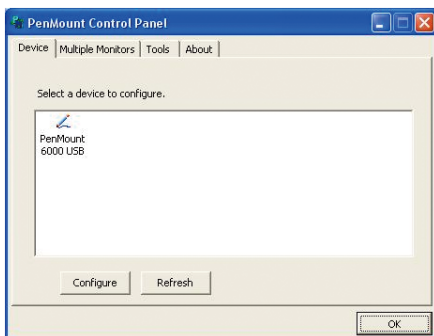 PenMount Control Panel
Device Multiple Monitors Tools About
Select a device to configure.
PenMount
6000 USB
Configure Refresh
OK